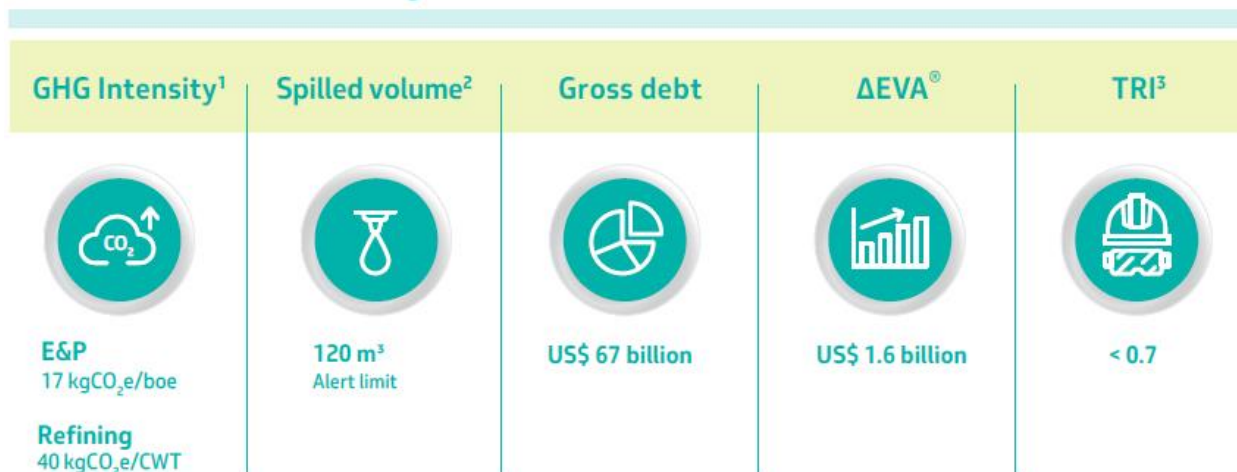 GHG Intensity¹
Spilled volume²
Gross debt
ΔEVA®
TRI³
CO₂
E&P
17 kgCO₂e/boe
Refining
40 kgCO₂e/CWT
120 m³
Alert limit
US$ 67 billion
US$ 1.6 billion
< 0.7